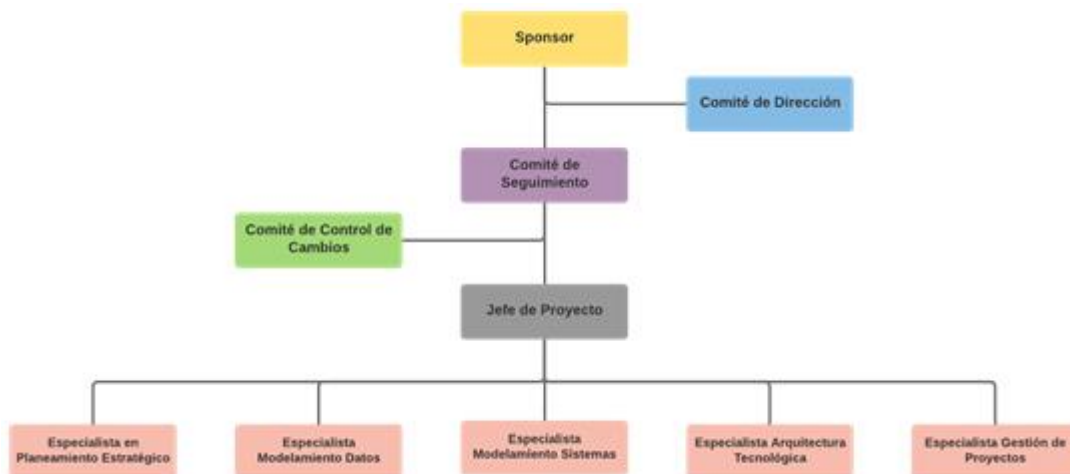 Sponsor
Comité de Dirección
Comité de
Seguimiento
Comité de Control de
Cambios
Jefe de Proyecto
Especialista en
Planeamiento Estratégico
Especialista
Modelamiento Datos
Especialista
Modelamiento Sistemas
Especialista Arquitectura
Tecnológica
Especialista Gestión de
Proyectos